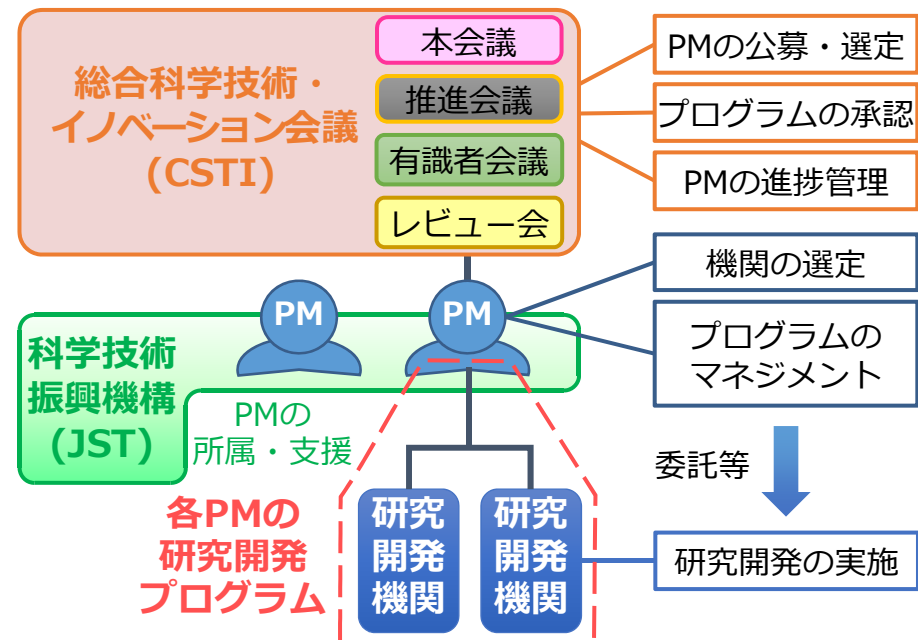 総合科学技術・
イノベーション会議
(CSTI)
本会議
推進会議
有識者会議
レビュー会
PMの公募・選定
プログラムの承認
PMの進捗管理
機関の選定
プログラムの
マネジメント
PM
PM
科学技術
振興機構
(JST)
PMの
所属・支援
委託等
各PMの
研究開発
プログラム
研究
開発
機関
研究
開発
機関
研究開発の実施